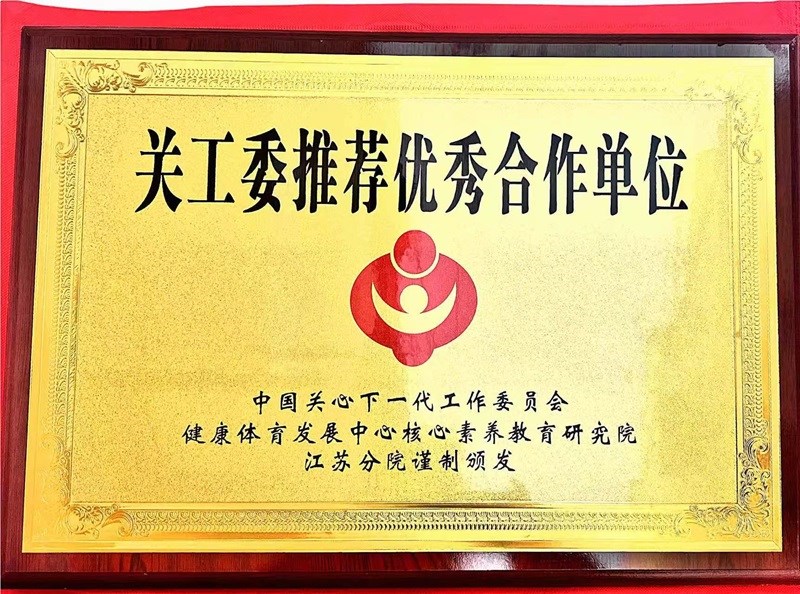 关工委推荐优秀合作单位
中国关心下一代工作委员会
健康体育发展中心核心素养教育研究院
江苏分院谨制颁发